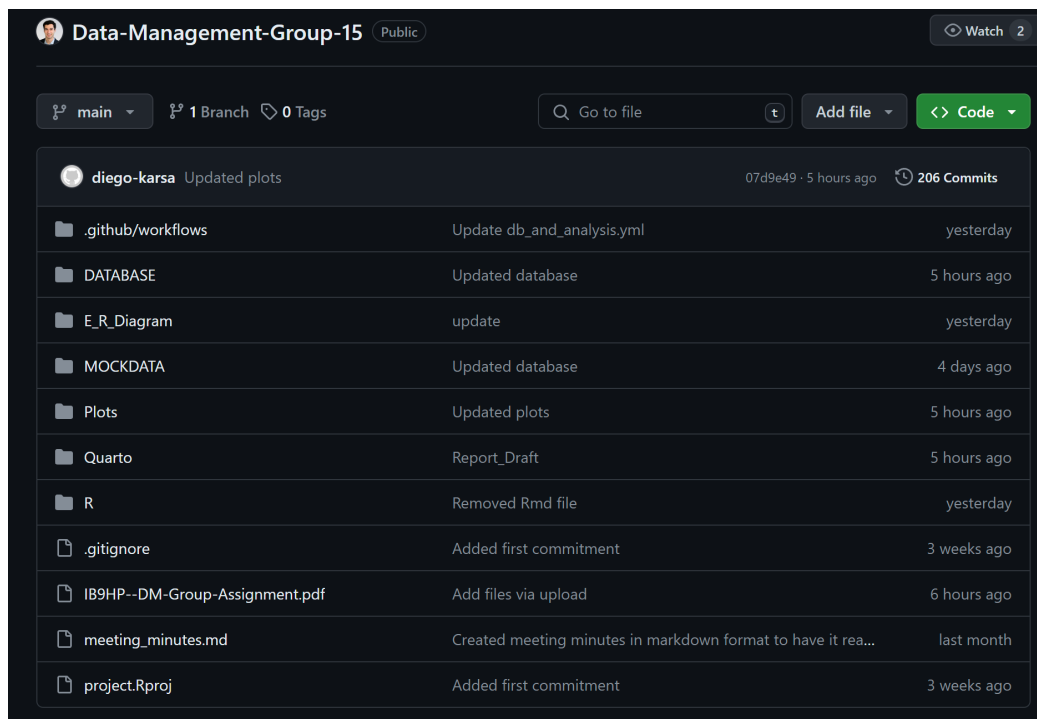 Data-Management-Group-15 Public Watch 2
main 1 Branch 0 Tags Go to file t Add file <> Code
diego-karsa Updated plots 07d9e49 · 5 hours ago 206 Commits
.github/workflows Update db_and_analysis.yml yesterday
DATABASE Updated database 5 hours ago
E_R_Diagram update yesterday
MOCKDATA Updated database 4 days ago
Plots Updated plots 5 hours ago
Quarto Report_Draft 5 hours ago
R Removed Rmd file yesterday
.gitignore Added first commitment 3 weeks ago
IB9HP--DM-Group-Assignment.pdf Add files via upload 6 hours ago
meeting_minutes.md Created meeting minutes in markdown format to have it rea... last month
project.Rproj Added first commitment 3 weeks ago